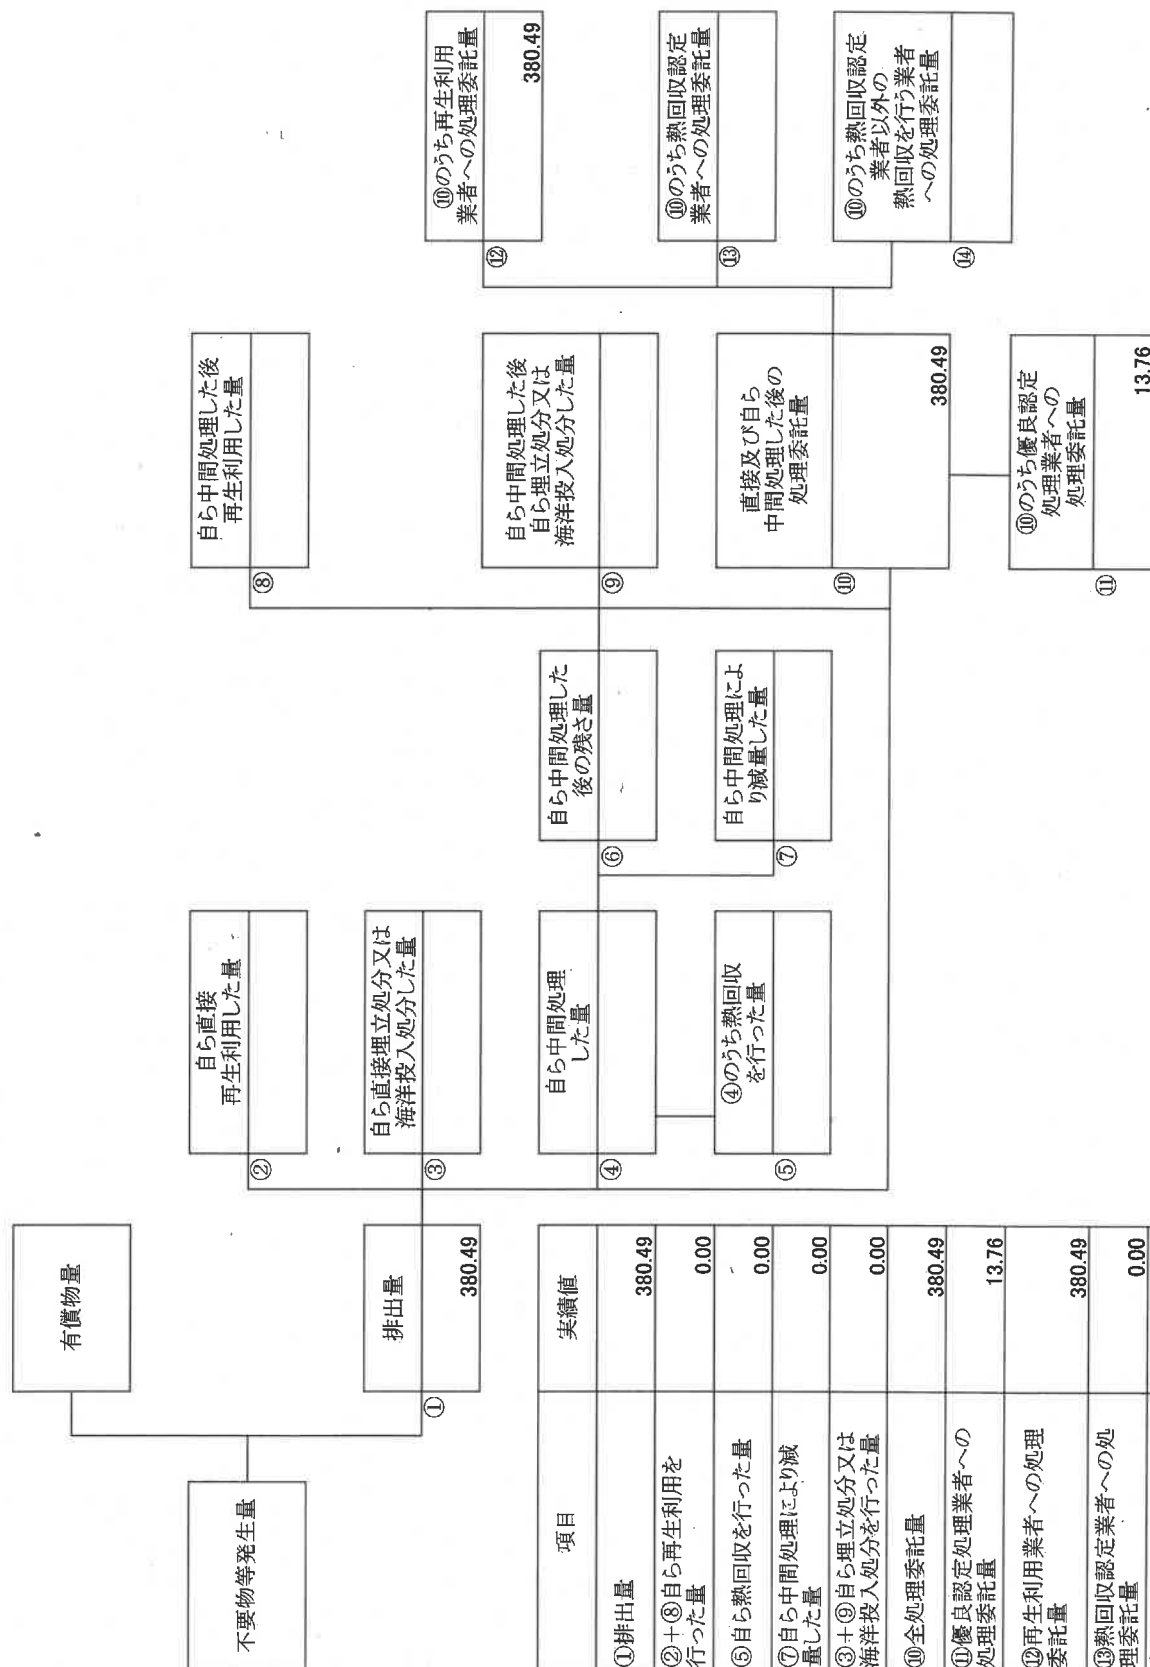 不要物等発生量
有償物量
①
排出量
380.49
②
自ら直接
再生利用した量
③
自ら直接埋立処分又は
海洋投入処分した量
④
自ら中間処理
した量
⑤
④のうち熱回収
を行った量
⑥
自ら中間処理した
後の残さ量
⑦
自ら中間処理によ
り減量した量
⑧
自ら中間処理した後
再生利用した量
⑨
自ら中間処理した後
自ら埋立処分又は
海洋投入処分した量
⑩
直接及び自ら
中間処理した後の
処理委託量
380.49
⑪
⑩のうち優良認定
処理業者への
処理委託量
13.76
⑫
⑩のうち再生利用
業者への処理委託量
380.49
⑬
⑩のうち熱回収認定
業者への処理委託量
⑭
⑩のうち熱回収認定
業者以外の
熱回収を行う業者
への処理委託量
項目 実績値
①排出量 380.49
②+⑧自ら再生利用を
行った量 0.00
⑤自ら熱回収を行った量 0.00
⑦自ら中間処理により減
量した量 0.00
③+⑨自ら埋立処分又は
海洋投入処分を行った量 0.00
⑩全処理委託量 380.49
⑪優良認定処理業者への
処理委託量 13.76
⑫再生利用業者への処理
委託量 380.49
⑬熱回収認定業者への処
理委託量 0.00